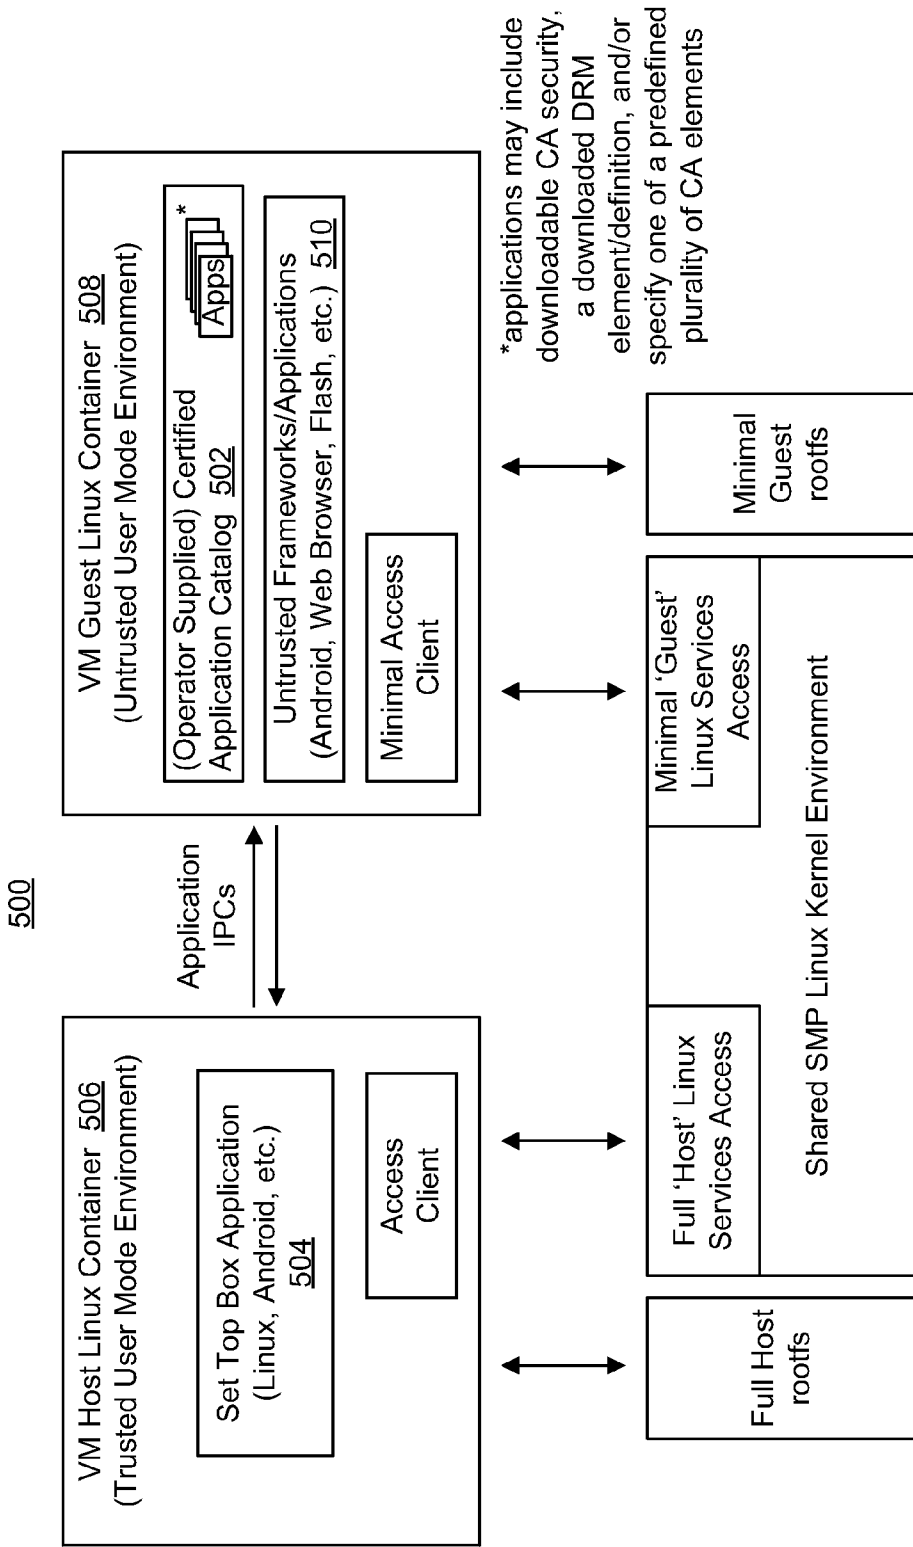 500
VM Host Linux Container 506
(Trusted User Mode Environment)
Set Top Box Application
(Linux, Android, etc.)
504
Access
Client
Application
IPCs
VM Guest Linux Container 508
(Untrusted User Mode Environment)
(Operator Supplied) Certified
Application Catalog 502
Apps
*
Untrusted Frameworks/Applications
(Android, Web Browser, Flash, etc.) 510
Minimal Access
Client
*applications may include
downloadable CA security,
a downloaded DRM
element/definition, and/or
specify one of a predefined
plurality of CA elements
Full Host
rootfs
Full ‘Host’ Linux
Services Access
Minimal ‘Guest’
Linux Services
Access
Shared SMP Linux Kernel Environment
Minimal
Guest
rootfs